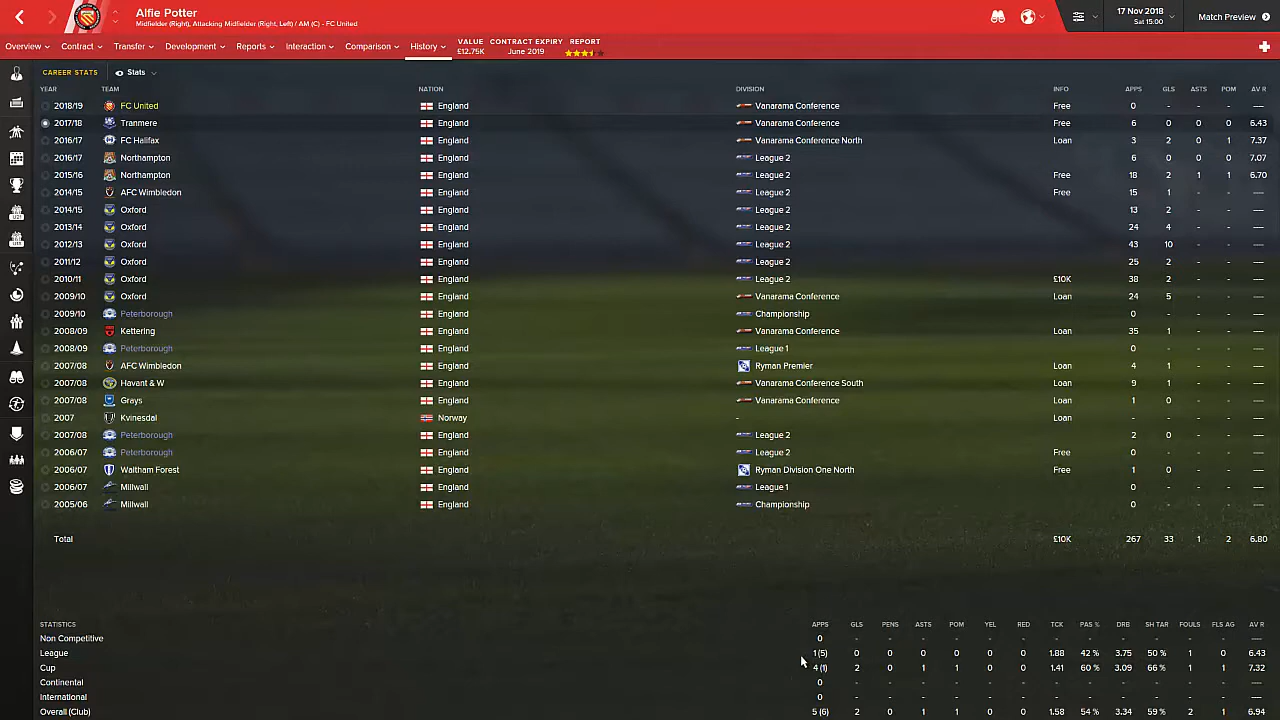 Alfie Potter
Midfielder (Right), Attacking Midfielder (Right, Left) / AM (C) - FC United
17 Nov 2018
Sat 15:00
Match Preview
Overview Contract Transfer Development Reports Interaction Comparison History
VALUE CONTRACT EXPIRY REPORT
£12.75K June 2019
CAREER STATS Stats
YEAR TEAM NATION DIVISION INFO APPS GLS ASTS POM AV R
2018/19 FC United England Vanarama Conference Free 0 - - - ----
2017/18 Tranmere England Vanarama Conference Free 6 0 0 0 6.43
2016/17 FC Halifax England Vanarama Conference North Loan 3 2 0 1 7.37
2016/17 Northampton England League 2 6 0 0 0 7.07
2015/16 Northampton England League 2 Free 18 2 1 1 6.70
2014/15 AFC Wimbledon England League 2 Free 15 1 - - ----
2014/15 Oxford England League 2 13 2 - - ----
2013/14 Oxford England League 2 24 4 - - ----
2012/13 Oxford England League 2 43 10 - - ----
2011/12 Oxford England League 2 25 2 - - ----
2010/11 Oxford England League 2 £10K 38 2 - - ----
2009/10 Oxford England Vanarama Conference Loan 24 5 - - ----
2009/10 Peterborough England Championship 0 - - - ----
2008/09 Kettering England Vanarama Conference Loan 35 1 - - ----
2008/09 Peterborough England League 1 0 - - - ----
2007/08 AFC Wimbledon England Ryman Premier Loan 4 1 - - ----
2007/08 Havant & W England Vanarama Conference South Loan 9 1 - - ----
2007/08 Grays England Vanarama Conference Loan 1 0 - - ----
2007 Kvinesdal Norway - Loan - - - - ----
2007/08 Peterborough England League 2 2 0 - - ----
2006/07 Peterborough England League 2 Free 0 - - - ----
2006/07 Waltham Forest England Ryman Division One North Free 1 0 - - ----
2006/07 Millwall England League 1 0 - - - ----
2005/06 Millwall England Championship 0 - - - ----
Total £10K 267 33 1 2 6.80
STATISTICS APPS GLS PENS ASTS POM YEL RED TCK PAS % DRB SH TAR FOULS FLS AG AV R
Non Competitive 0 - - - - - - - - - - - - ----
League 1 (5) 0 0 0 0 0 0 1.88 42 % 3.75 50 % 1 0 6.43
Cup 4 (1) 2 0 1 1 0 0 1.41 60 % 3.09 66 % 1 1 7.32
Continental 0 - - - - - - - - - - - - ----
International 0 - - - - - - - - - - - - ----
Overall (Club) 5 (6) 2 0 1 1 0 0 1.58 54 % 3.34 59 % 2 1 6.94